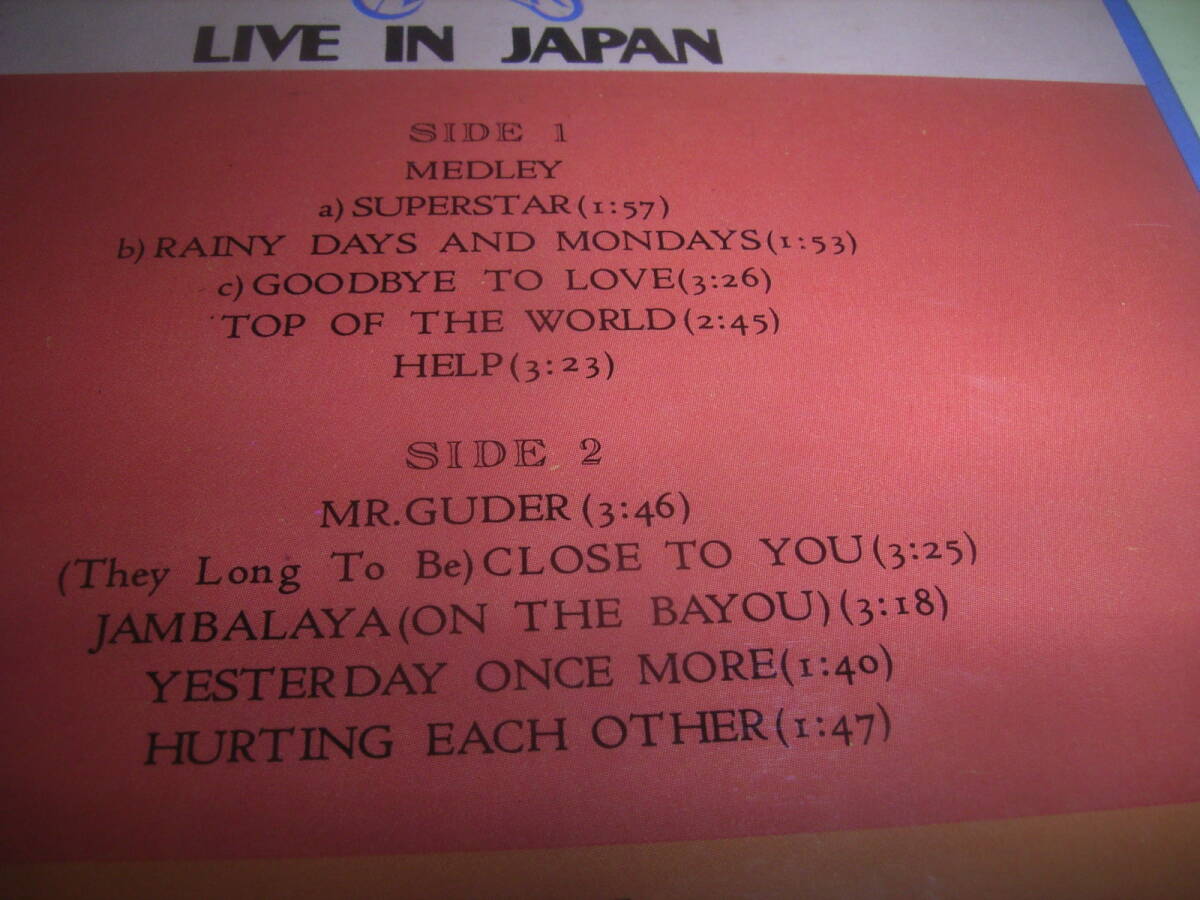 LIVE IN JAPAN
SIDE 1
MEDLEY
a) SUPERSTAR (1:57)
b) RAINY DAYS AND MONDAYS (1:53)
c) GOODBYE TO LOVE (3:26)
TOP OF THE WORLD (2:45)
HELP (3:23)
SIDE 2
MR. GUDER (3:46)
(They Long To Be) CLOSE TO YOU (3:25)
JAMBALAYA (ON THE BAYOU) (3:18)
YESTERDAY ONCE MORE (1:40)
HURTING EACH OTHER (1:47)